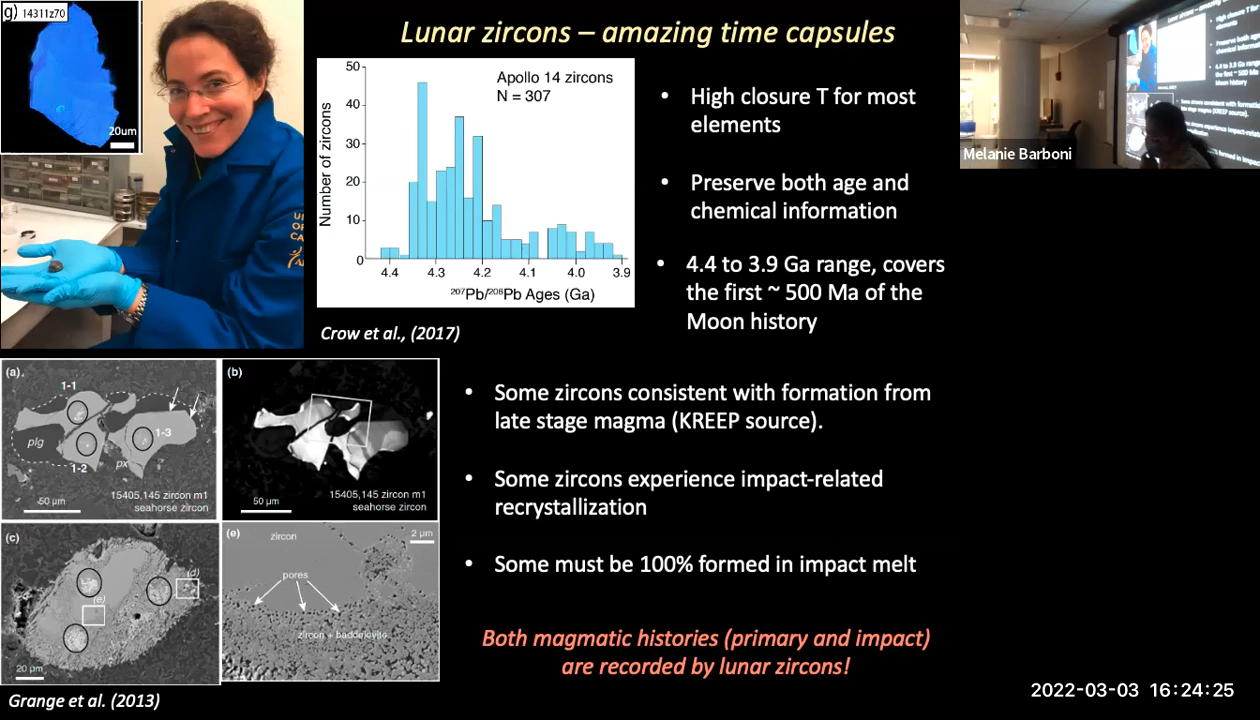 g) 14311z70
20um
Lunar zircons – amazing time capsules
Apollo 14 zircons
N = 307
Number of zircons
50
40
30
20
10
0
4.4
4.3
4.2
4.1
4.0
3.9
²⁰⁷Pb/²⁰⁶Pb Ages (Ga)
Crow et al., (2017)
• High closure T for most
elements
• Preserve both age and
chemical information
• 4.4 to 3.9 Ga range, covers
the first ~ 500 Ma of the
Moon history
Melanie Barboni
(a)
1-1
1-3
plg
1-2
px
15405,145 zircon m1
seahorse zircon
50 µm
(b)
15405,145 zircon m1
seahorse zircon
50 µm
(c)
(d)
(e)
20 µm
(e)
2 µm
zircon
pores
zircon + baddeleyite
Grange et al. (2013)
• Some zircons consistent with formation from
late stage magma (KREEP source).
• Some zircons experience impact-related
recrystallization
• Some must be 100% formed in impact melt
Both magmatic histories (primary and impact)
are recorded by lunar zircons!
2022-03-03 16:24:25